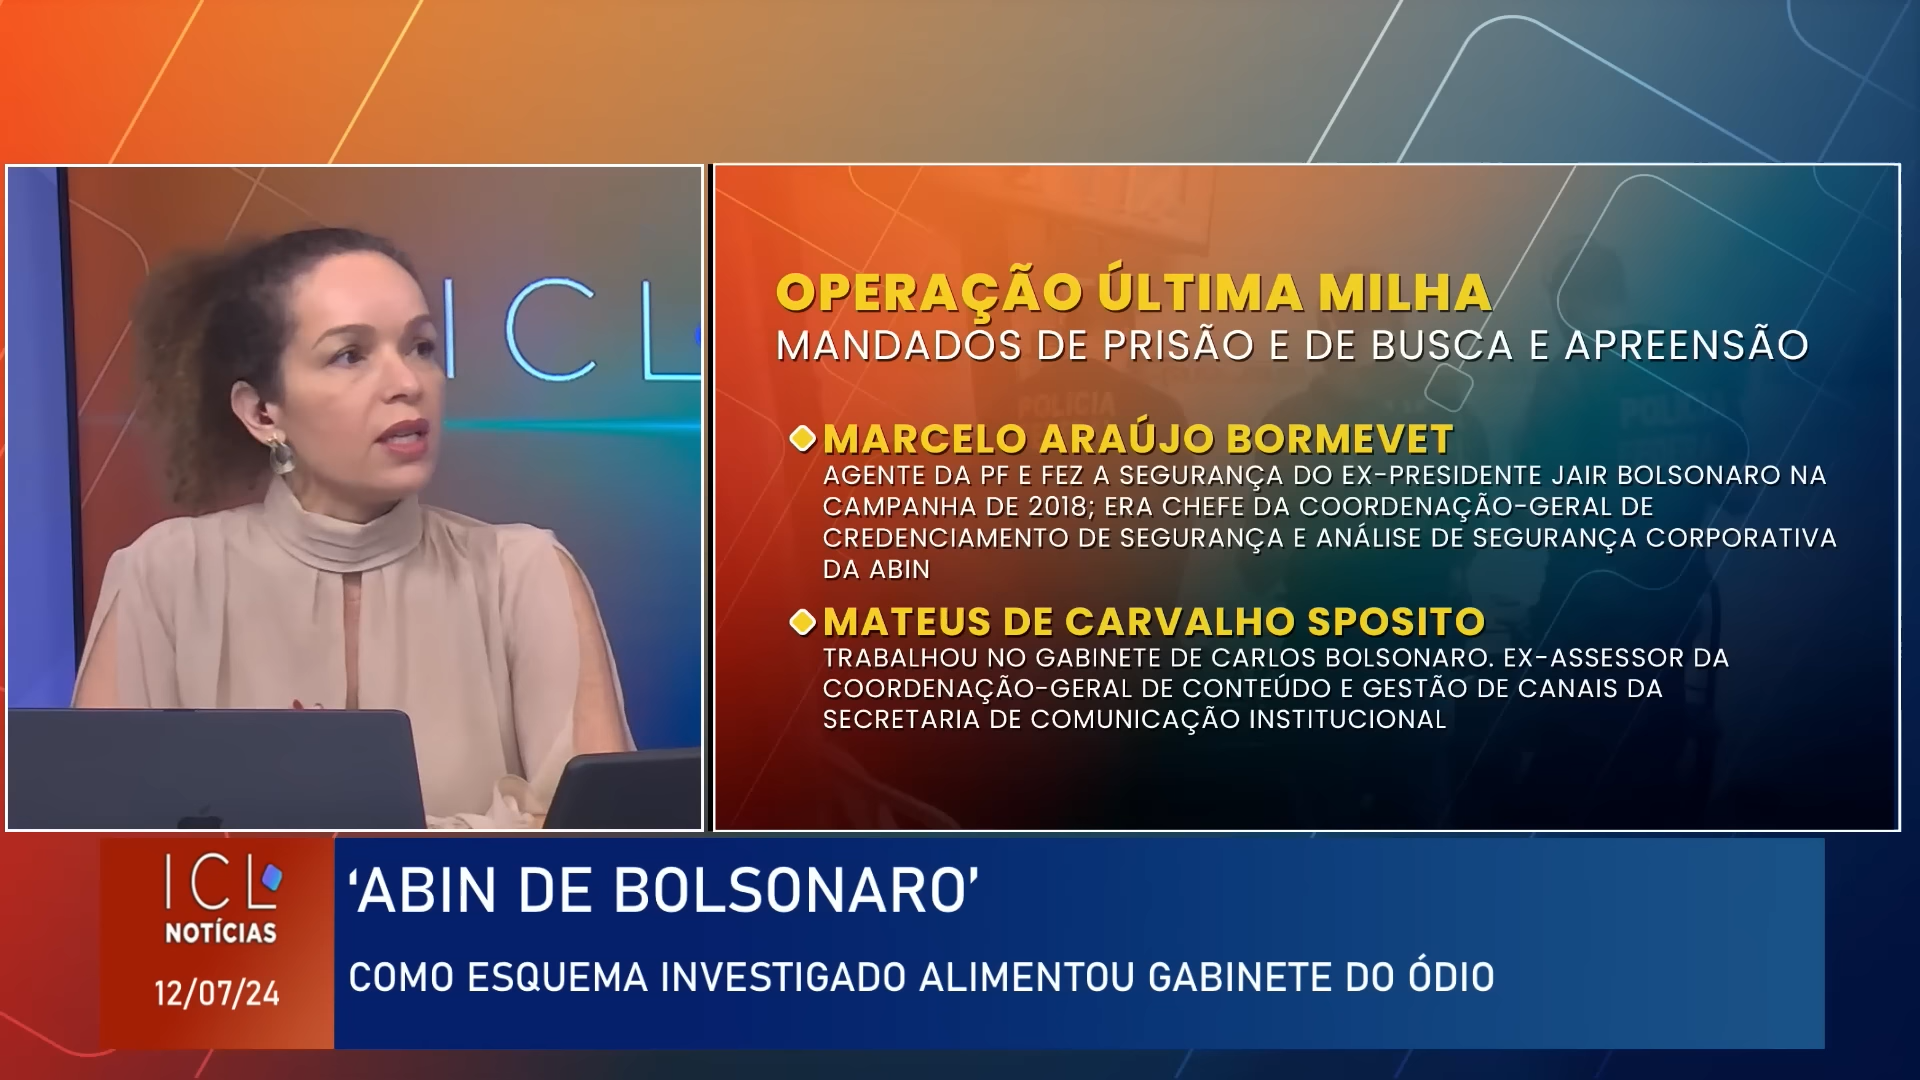 ICL
OPERAÇÃO ÚLTIMA MILHA
MANDADOS DE PRISÃO E DE BUSCA E APREENSÃO
POLICIA
MARCELO ARAÚJO BORMEVET
AGENTE DA PF E FEZ A SEGURANÇA DO EX-PRESIDENTE JAIR BOLSONARO NA
CAMPANHA DE 2018; ERA CHEFE DA COORDENAÇÃO-GERAL DE
CREDENCIAMENTO DE SEGURANÇA E ANÁLISE DE SEGURANÇA CORPORATIVA
DA ABIN
MATEUS DE CARVALHO SPOSITO
TRABALHOU NO GABINETE DE CARLOS BOLSONARO. EX-ASSESSOR DA
COORDENAÇÃO-GERAL DE CONTEÚDO E GESTÃO DE CANAIS DA
SECRETARIA DE COMUNICAÇÃO INSTITUCIONAL
ICL
NOTÍCIAS
12/07/24
‘ABIN DE BOLSONARO’
COMO ESQUEMA INVESTIGADO ALIMENTOU GABINETE DO ÓDIO